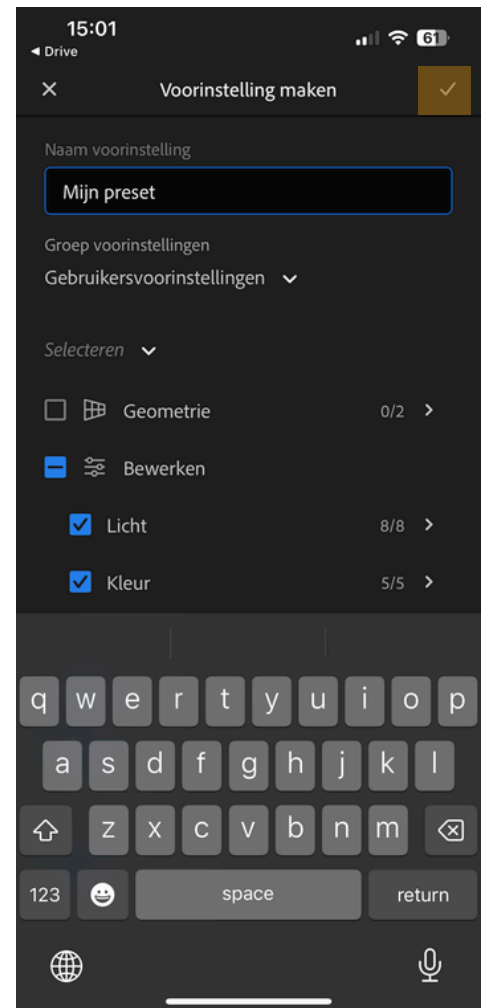 15:01
61
Drive
Voorinstelling maken
Naam voorinstelling
Mijn preset
Groep voorinstellingen
Gebruikersvoorinstellingen
Selecteren
Geometrie 0/2
Bewerken
Licht 8/8
Kleur 5/5
q w e r t y u i o p
a s d f g h j k l
z x c v b n m
123 space return